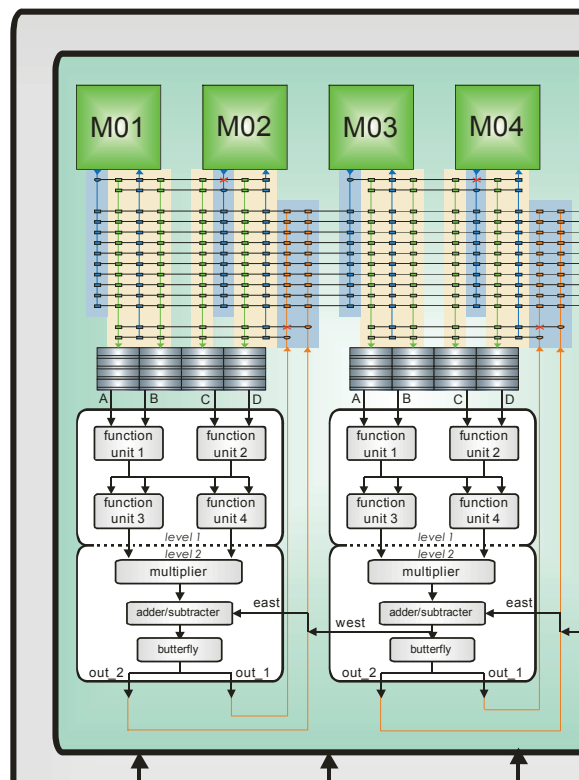 M01 M02 M03 M04
A B C D A B C D
function unit 1
function unit 2
function unit 1
function unit 2
function unit 3
function unit 4
function unit 3
function unit 4
level 1
level 1
level 2
level 2
multiplier
multiplier
adder/subtracter
east
adder/subtracter
east
west
butterfly
butterfly
out_2 out_1 out_2 out_1